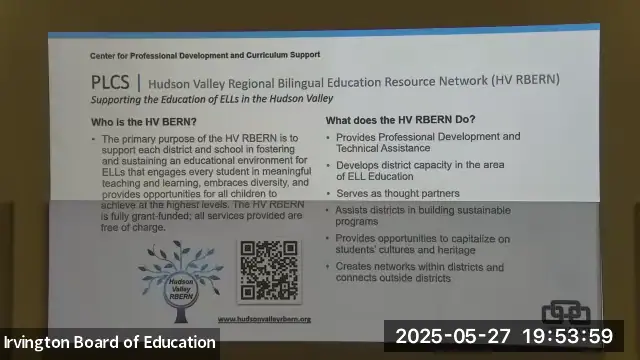 Center for Professional Development and Curriculum Support
PLCS | Hudson Valley Regional Bilingual Education Resource Network (HV RBERN)
Supporting the Education of ELLs in the Hudson Valley
Who is the HV BERN?
• The primary purpose of the HV RBERN is to
support each district and school in fostering
and sustaining an educational environment for
ELLs that engages every student in meaningful
teaching and learning, embraces diversity, and
provides opportunities for all children to
achieve at the highest levels. The HV RBERN
is fully grant-funded; all services provided are
free of charge.
Hudson
Valley
RBERN
www.hudsonvalleyrbern.org
What does the HV RBERN Do?
• Provides Professional Development and
Technical Assistance
• Develops district capacity in the area
of ELL Education
• Serves as thought partners
• Assists districts in building sustainable
programs
• Provides opportunities to capitalize on
students' cultures and heritage
• Creates networks within districts and
connects outside districts
Irvington Board of Education
2025-05-27 19:53:59